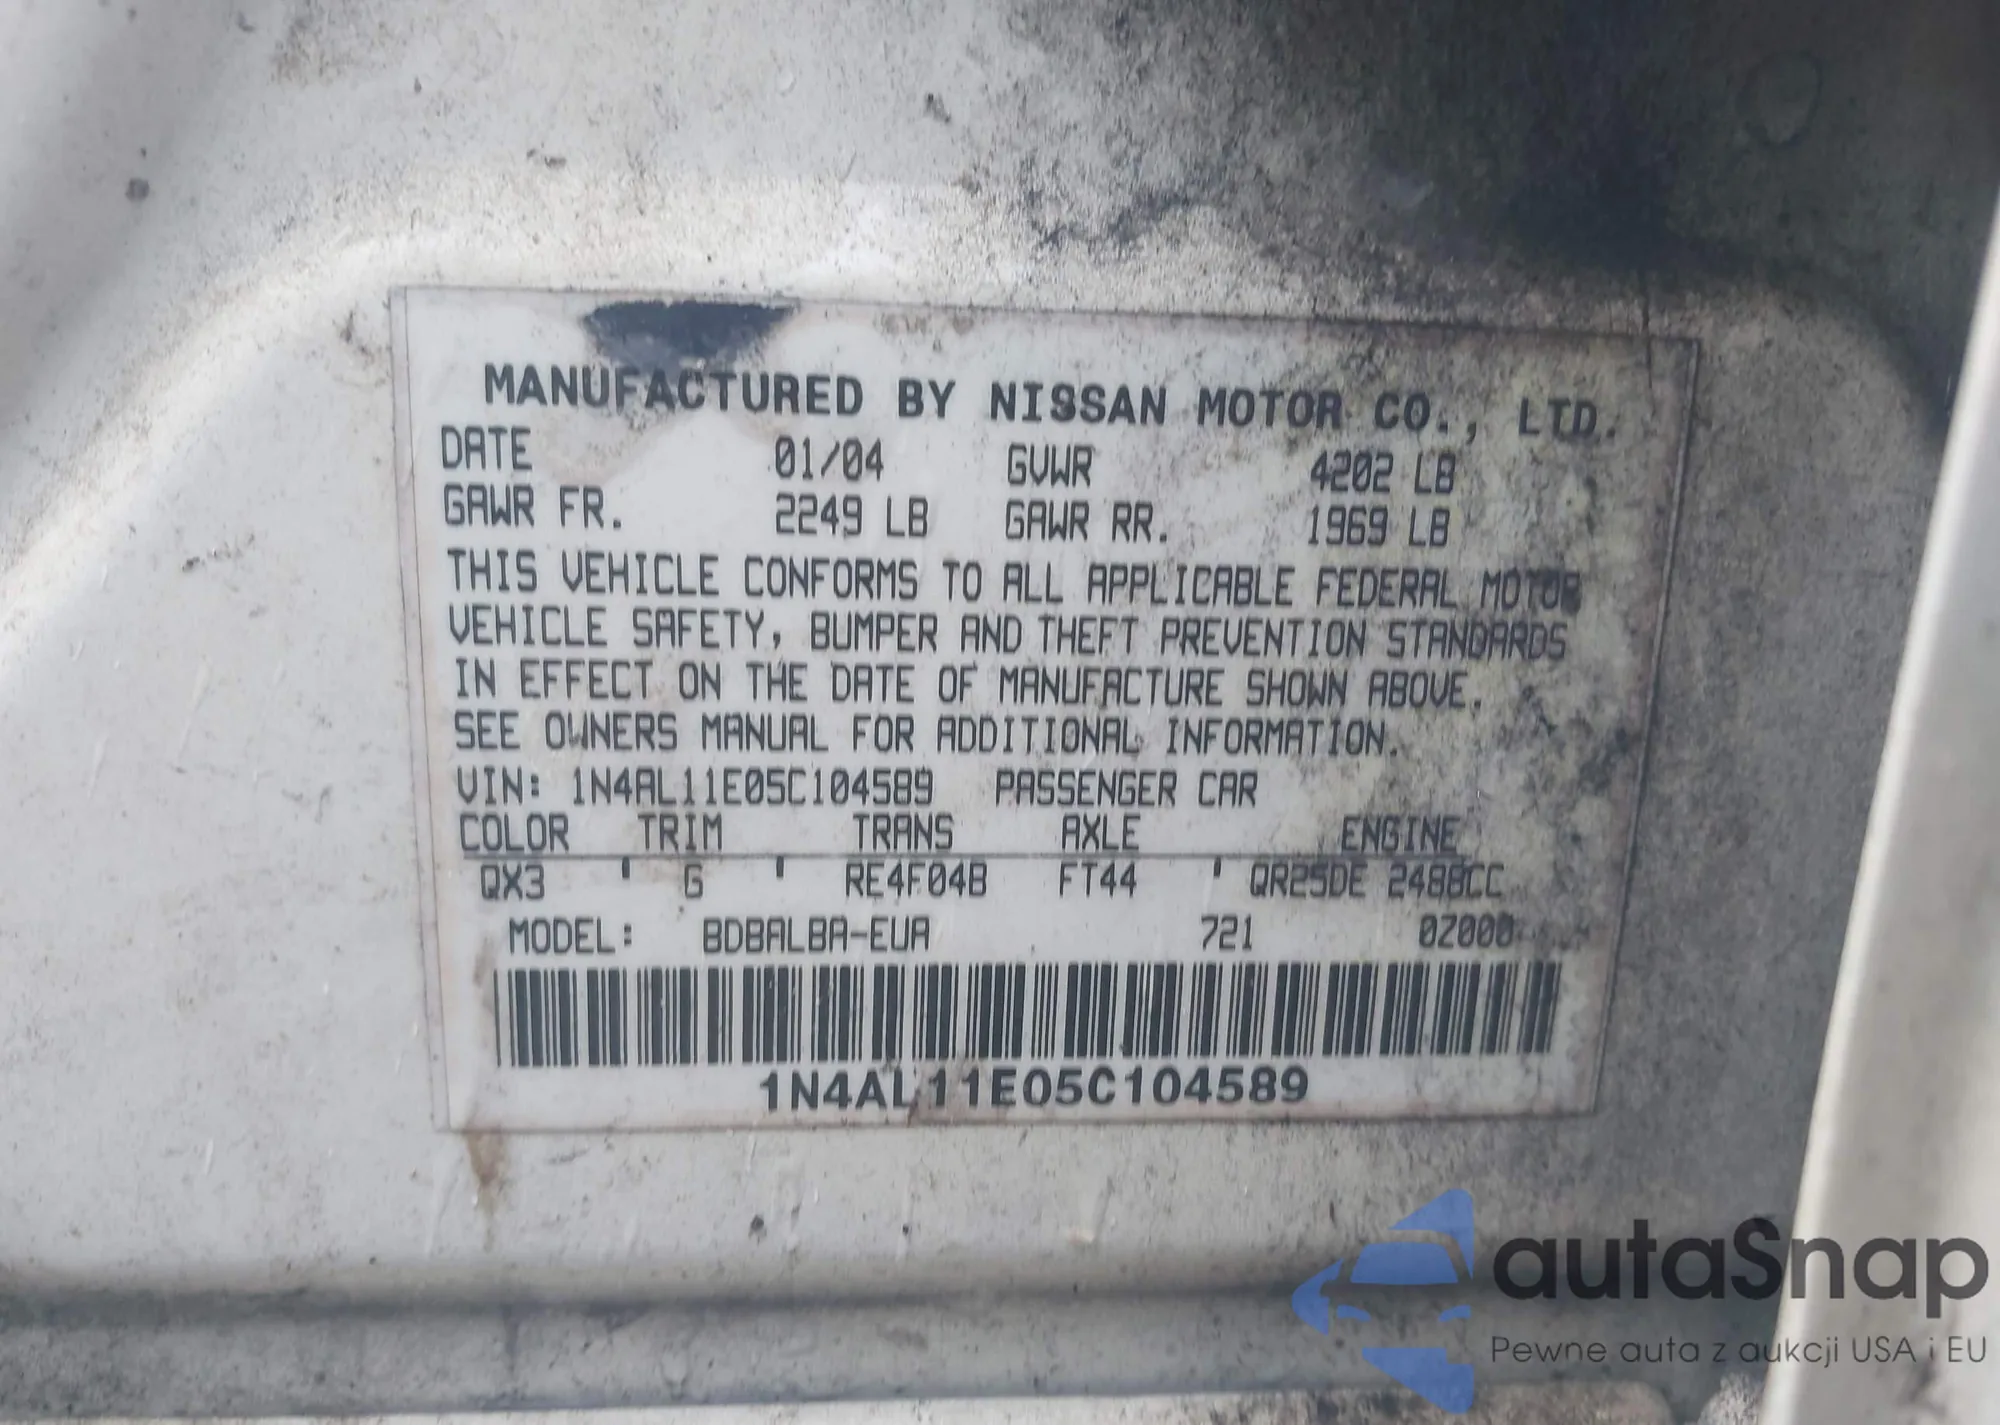 MANUFACTURED BY NISSAN MOTOR CO., LTD.
DATE 01/04 GVWR 4202 LB
GAWR FR. 2249 LB GAWR RR. 1969 LB
THIS VEHICLE CONFORMS TO ALL APPLICABLE FEDERAL MOTOR
VEHICLE SAFETY, BUMPER AND THEFT PREVENTION STANDARDS
IN EFFECT ON THE DATE OF MANUFACTURE SHOWN ABOVE.
SEE OWNERS MANUAL FOR ADDITIONAL INFORMATION.
VIN: 1N4AL11E05C104589 PASSENGER CAR
COLOR TRIM TRANS AXLE ENGINE
QX3 ' G ' RE4F04B FT44 ' QR25DE 2488CC
MODEL: BDBALBA-EUA 721 0Z000
1N4AL11E05C104589
autaSnap
Pewne auta z aukcji USA i EU